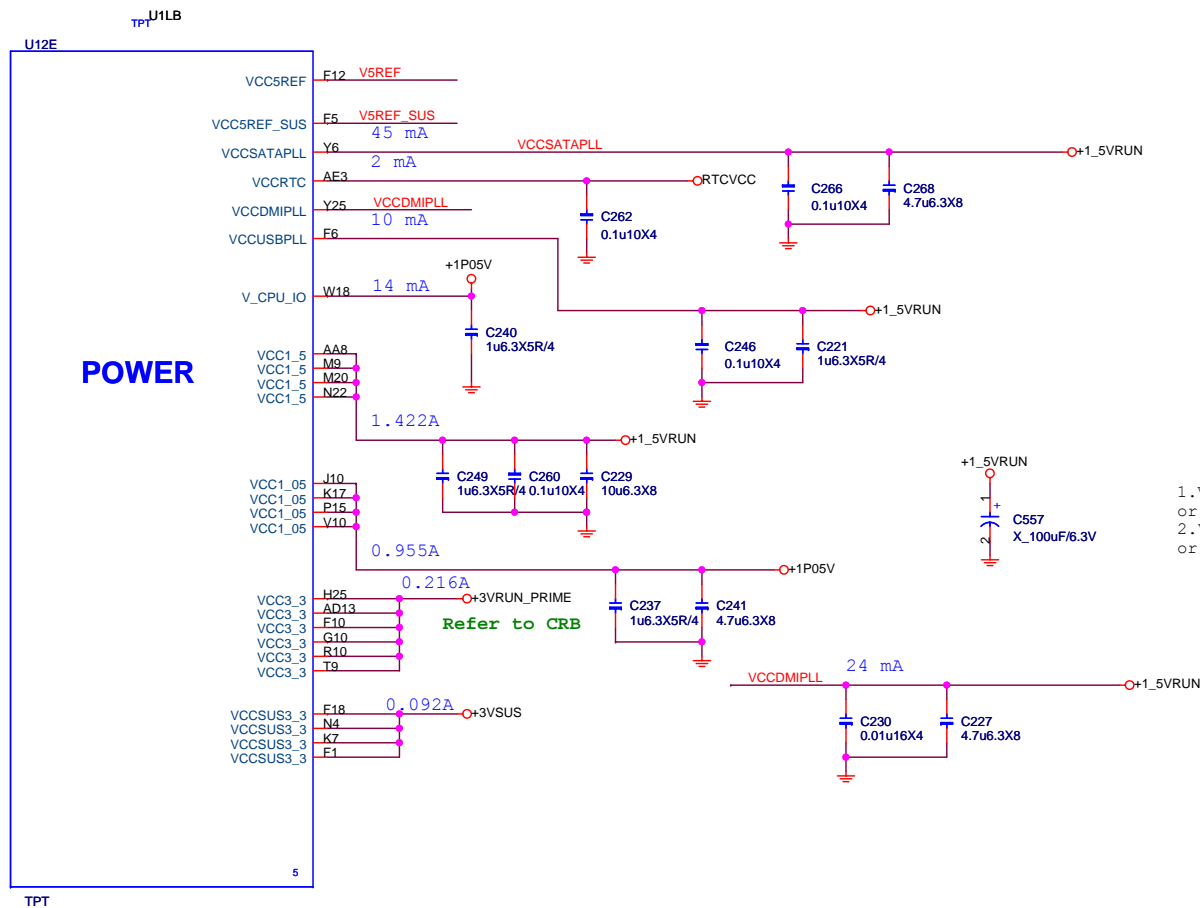 U1LB
TPT
U12E
VCC5REF F12 V5REF
VCC5REF_SUS F5 V5REF_SUS
45 mA
VCCSATAPLL Y6 VCCSATAPLL +1_5VRUN
2 mA
VCCRTC AE3 RTCVCC
C266
0.1u10X4
C268
4.7u6.3X8
VCCDMIPLL Y25 VCCDMIPLL
10 mA
C262
0.1u10X4
VCCUSBPLL F6
+1P05V
V_CPU_IO W18 14 mA
+1_5VRUN
C240
1u6.3X5R/4
C246
0.1u10X4
C221
1u6.3X5R/4
POWER
VCC1_5 AA8
VCC1_5 M9
VCC1_5 M20
VCC1_5 N22
1.422A
+1_5VRUN
C249
1u6.3X5R/4
C260
0.1u10X4
C229
10u6.3X8
+1_5VRUN
1
+
C557
X_100uF/6.3V
2
1.V
or
2.V
or
VCC1_05 J10
VCC1_05 K17
VCC1_05 P15
VCC1_05 V10
0.955A
+1P05V
0.216A
VCC3_3 H25 +3VRUN_PRIME
VCC3_3 AD13
VCC3_3 F10
VCC3_3 G10
VCC3_3 R10
VCC3_3 T9
Refer to CRB
C237
1u6.3X5R/4
C241
4.7u6.3X8
24 mA
VCCDMIPLL +1_5VRUN
C230
0.01u16X4
C227
4.7u6.3X8
0.092A
VCCSUS3_3 F18 +3VSUS
VCCSUS3_3 N4
VCCSUS3_3 K7
VCCSUS3_3 F1
5
TPT